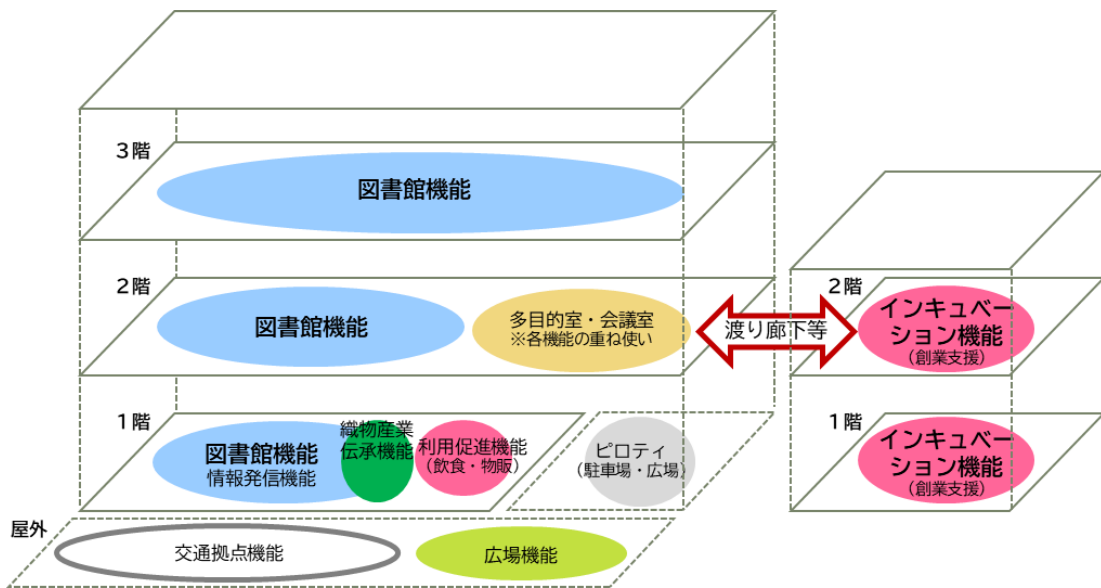 3階
図書館機能
2階
図書館機能
多目的室・会議室
※各機能の重ね使い
渡り廊下等
2階
インキュベー
ション機能
(創業支援)
1階
図書館機能
情報発信機能
織物産業
伝承機能
利用促進機能
(飲食・物販)
ピロティ
(駐車場・広場)
1階
インキュベー
ション機能
(創業支援)
屋外
交通拠点機能
広場機能